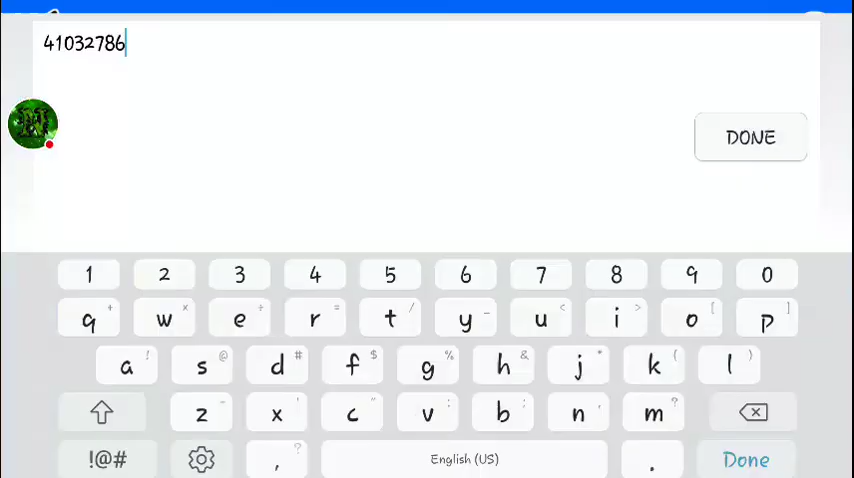 41032786
N
DONE
1 2 3 4 5 6 7 8 9 0
q + w × e ÷ r = t / y _ u < i > o [ p ]
a ! s @ d # f $ g % h & j * k ( l )
z - x ' c " v : b ; n , m ?
!@# , ? English (US) . Done